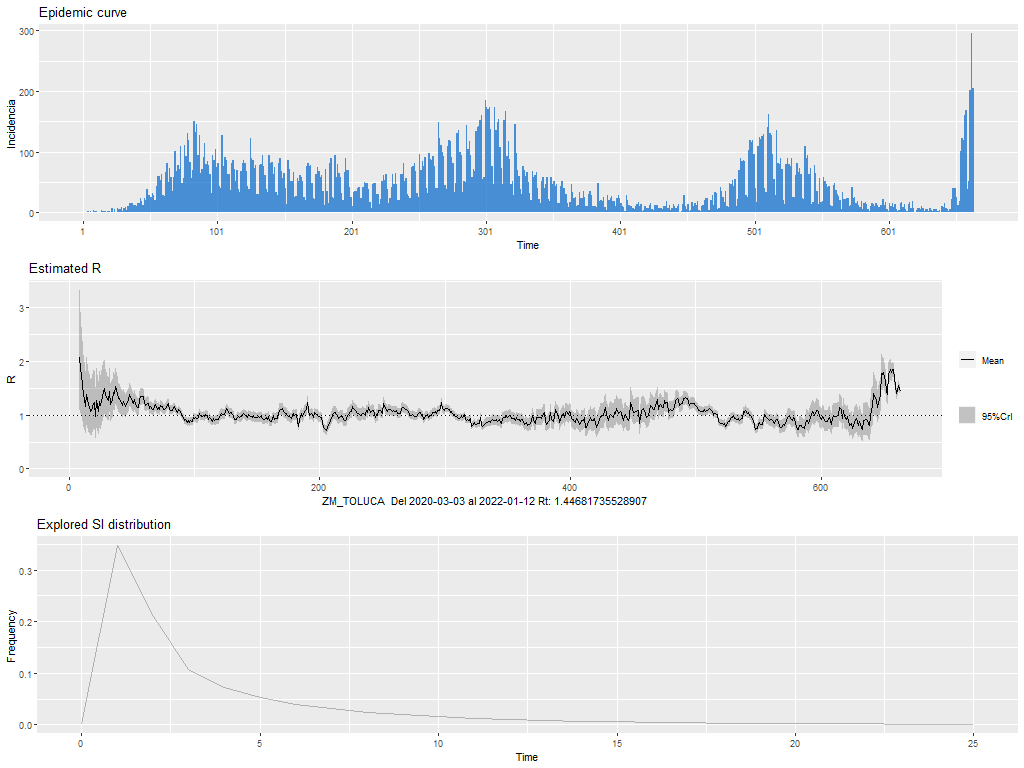 Epidemic curve
300
200
100
0
Incidencia
1
101
201
301
401
501
601
Time
Estimated R
3
2
1
0
R
0
200
400
600
ZM_TOLUCA Del 2020-03-03 al 2022-01-12 Rt: 1.44681735528907
Mean
95%CrI
Explored SI distribution
0.3
0.2
0.1
0.0
Frequency
0
5
10
15
20
25
Time